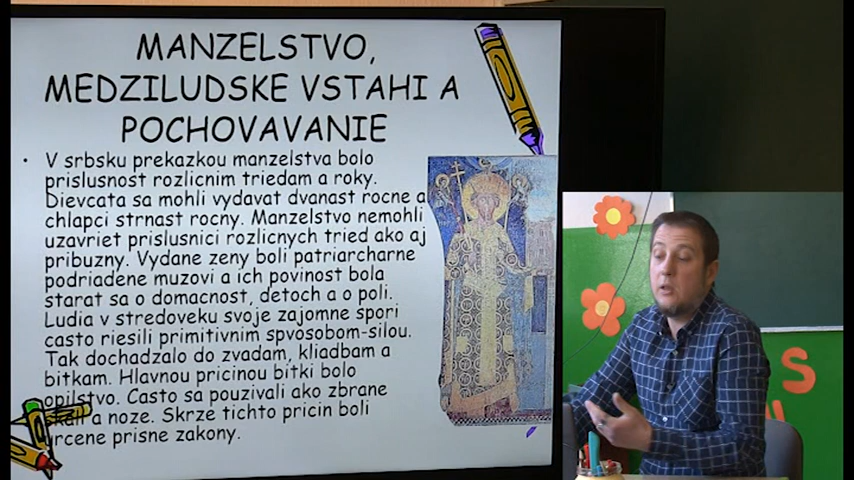 MANZELSTVO,
MEDZILUDSKE VSTAHI A
POCHOVAVANIE
• V srbsku prekazkou manzelstva bolo
prislusnost rozlicnim triedam a roky.
Dievcata sa mohli vydavat dvanast rocne a
chlapci strnast rocny. Manzelstvo nemohli
uzavriet prislusnici rozlicnych tried ako aj
pribuzny. Vydane zeny boli patriarcharne
podriadene muzovi a ich povinost bola
starat sa o domacnost, detoch a o poli.
Ludia v stredoveku svoje zajomne spori
casto riesili primitivnim spvosobom-silou.
Tak dochadzalo do zvadam, kliadbam a
bitkam. Hlavnou pricinou bitki bolo
opilstvo. Casto sa pouzivali ako zbrane
skali a noze. Skrze tichto pricin boli
urcene prisne zakony.
S